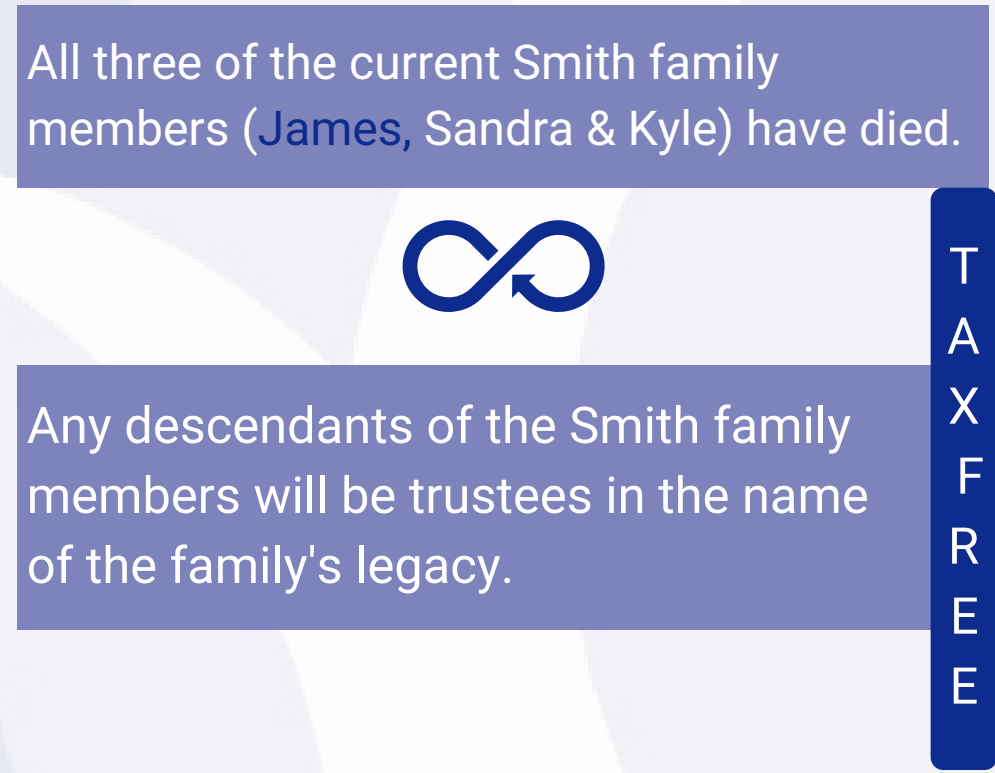 All three of the current Smith family
members (James, Sandra & Kyle) have died.
Any descendants of the Smith family
members will be trustees in the name
of the family's legacy.
T
A
X
F
R
E
E